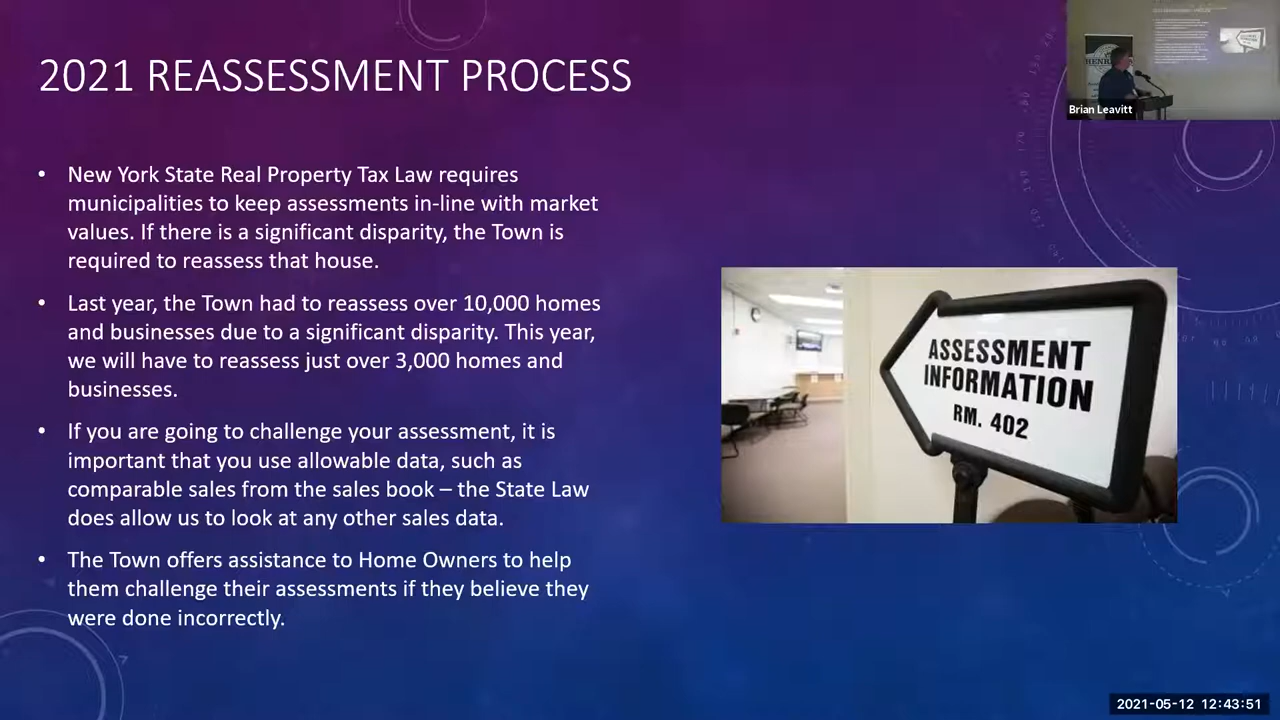 2021 REASSESSMENT PROCESS
• New York State Real Property Tax Law requires
municipalities to keep assessments in-line with market
values. If there is a significant disparity, the Town is
required to reassess that house.
• Last year, the Town had to reassess over 10,000 homes
and businesses due to a significant disparity. This year,
we will have to reassess just over 3,000 homes and
businesses.
• If you are going to challenge your assessment, it is
important that you use allowable data, such as
comparable sales from the sales book – the State Law
does allow us to look at any other sales data.
• The Town offers assistance to Home Owners to help
them challenge their assessments if they believe they
were done incorrectly.
ASSESSMENT
INFORMATION
RM. 402
Brian Leavitt
2021-05-12 12:43:51